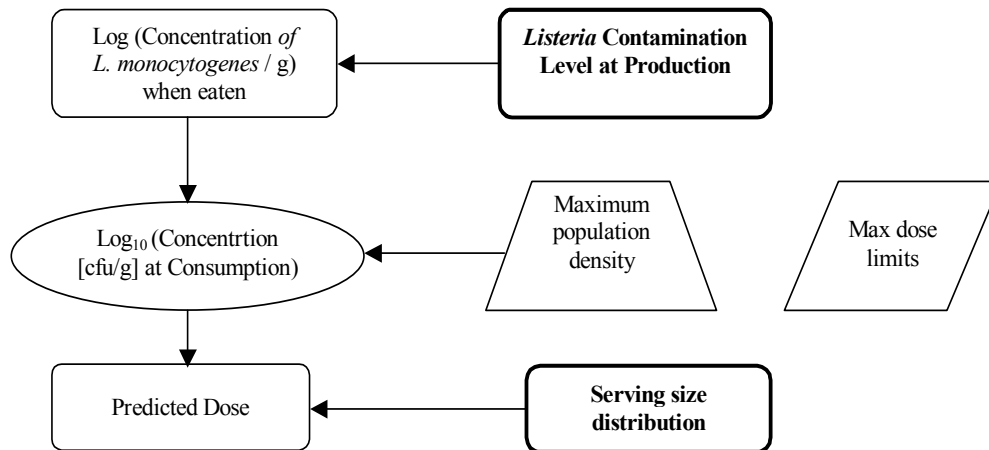 Log (Concentration of
L. monocytogenes / g)
when eaten
Listeria Contamination
Level at Production
Log₁₀ (Concentrtion
[cfu/g] at Consumption)
Maximum
population
density
Max dose
limits
Predicted Dose
Serving size
distribution